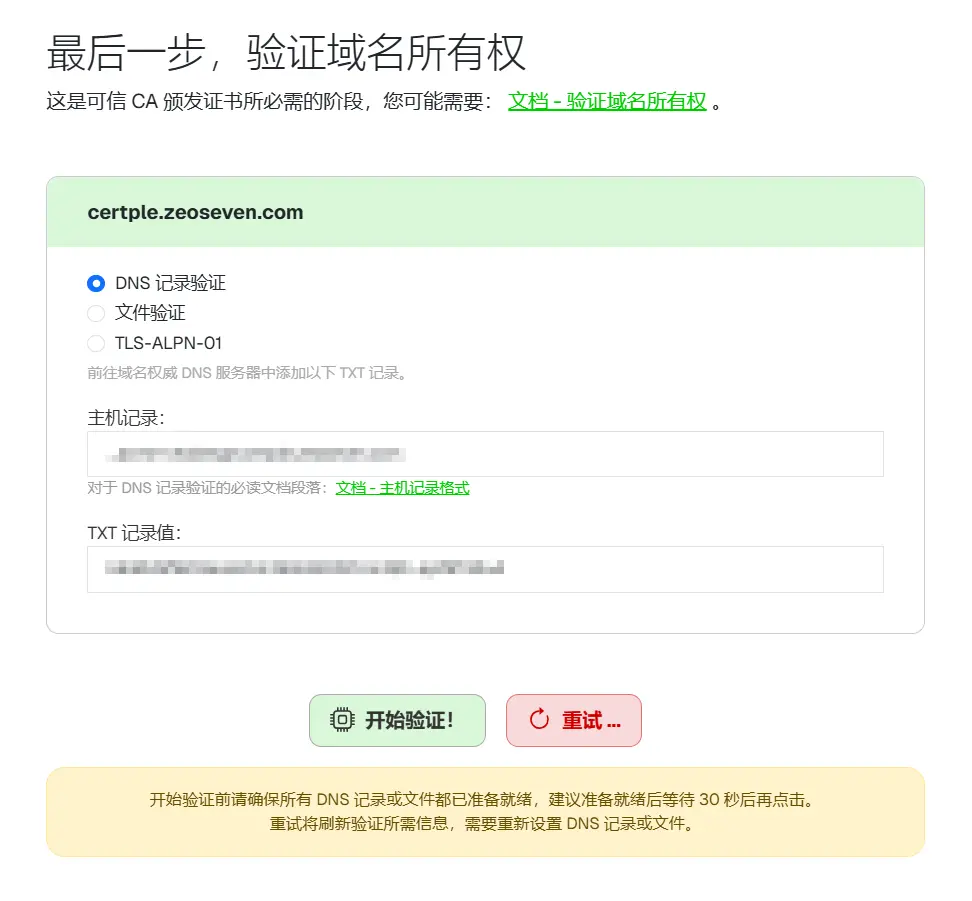 最后一步，验证域名所有权
这是可信 CA 颁发证书所必需的阶段，您可能需要： 文档 - 验证域名所有权 。
certple.zeoseven.com
DNS 记录验证
文件验证
TLS-ALPN-01
前往域名权威 DNS 服务器中添加以下 TXT 记录。
主机记录：
对于 DNS 记录验证的必读文档段落： 文档 - 主机记录格式
TXT 记录值：
开始验证！
重试 ...
开始验证前请确保所有 DNS 记录或文件都已准备就绪，建议准备就绪后等待 30 秒后再点击。
重试将刷新验证所需信息，需要重新设置 DNS 记录或文件。